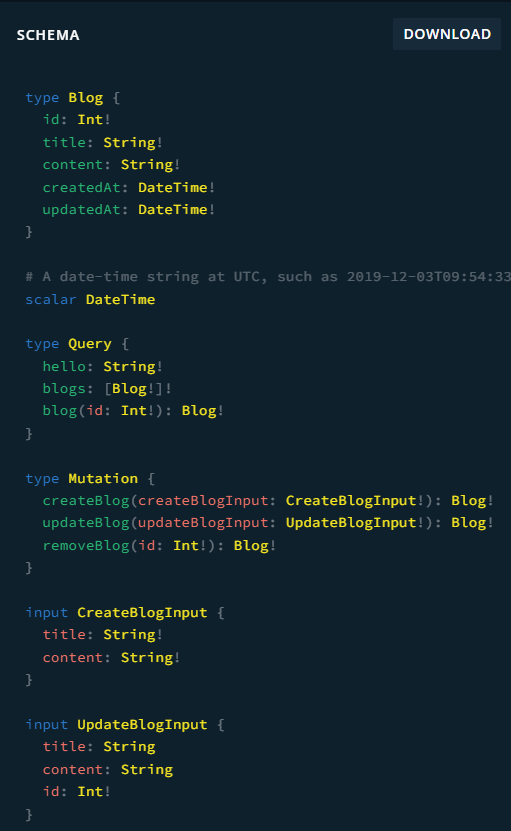 SCHEMA
DOWNLOAD
type Blog {
  id: Int!
  title: String!
  content: String!
  createdAt: DateTime!
  updatedAt: DateTime!
}
# A date-time string at UTC, such as 2019-12-03T09:54:33
scalar DateTime
type Query {
  hello: String!
  blogs: [Blog!]!
  blog(id: Int!): Blog!
}
type Mutation {
  createBlog(createBlogInput: CreateBlogInput!): Blog!
  updateBlog(updateBlogInput: UpdateBlogInput!): Blog!
  removeBlog(id: Int!): Blog!
}
input CreateBlogInput {
  title: String!
  content: String!
}
input UpdateBlogInput {
  title: String
  content: String
  id: Int!
}